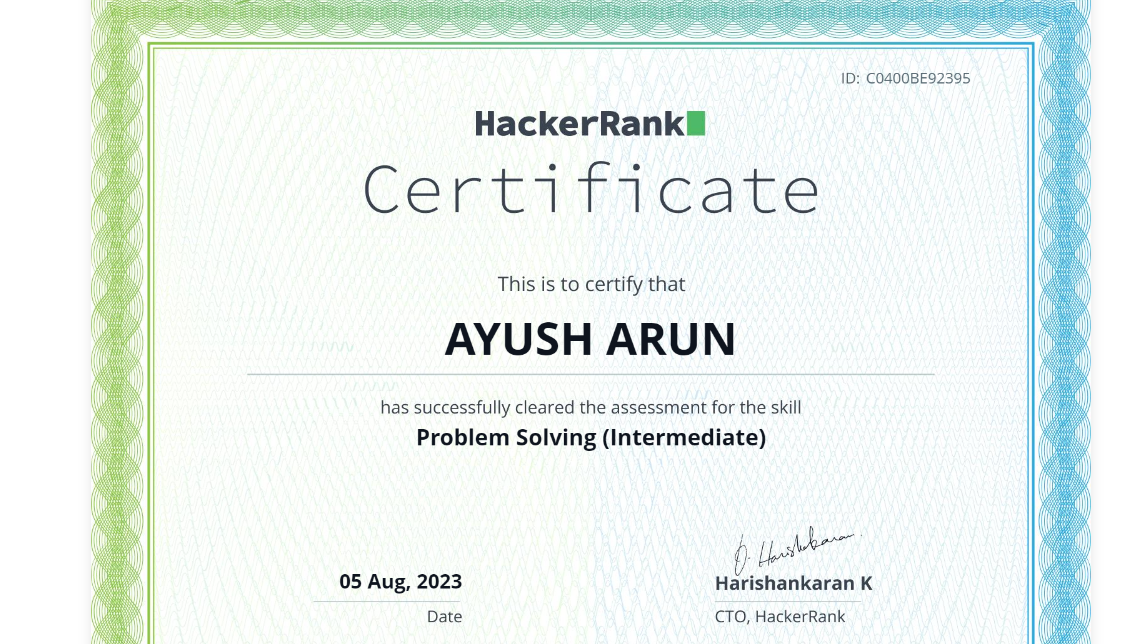 ID: C0400BE92395
HackerRank
Certificate
This is to certify that
AYUSH ARUN
has successfully cleared the assessment for the skill
Problem Solving (Intermediate)
05 Aug, 2023
Date
Harishankaran K
CTO, HackerRank